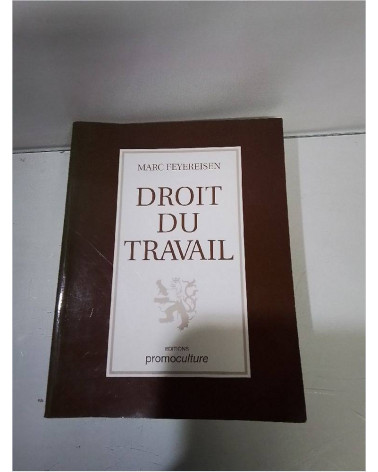 MARC FEYEREISEN
DROIT
DU
TRAVAIL
EDITIONS
promoculture